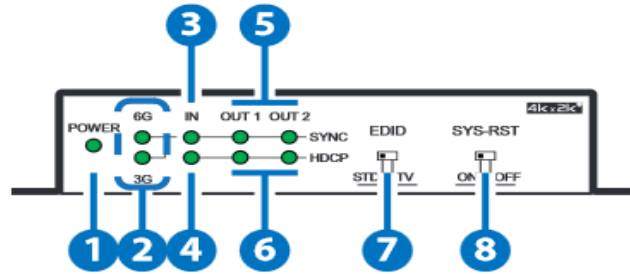 3 5
4k x 2k
6G IN OUT 1 OUT 2
POWER SYNC EDID SYS-RST
HDCP
3G STD TV ON OFF
1 2 4 6 7 8